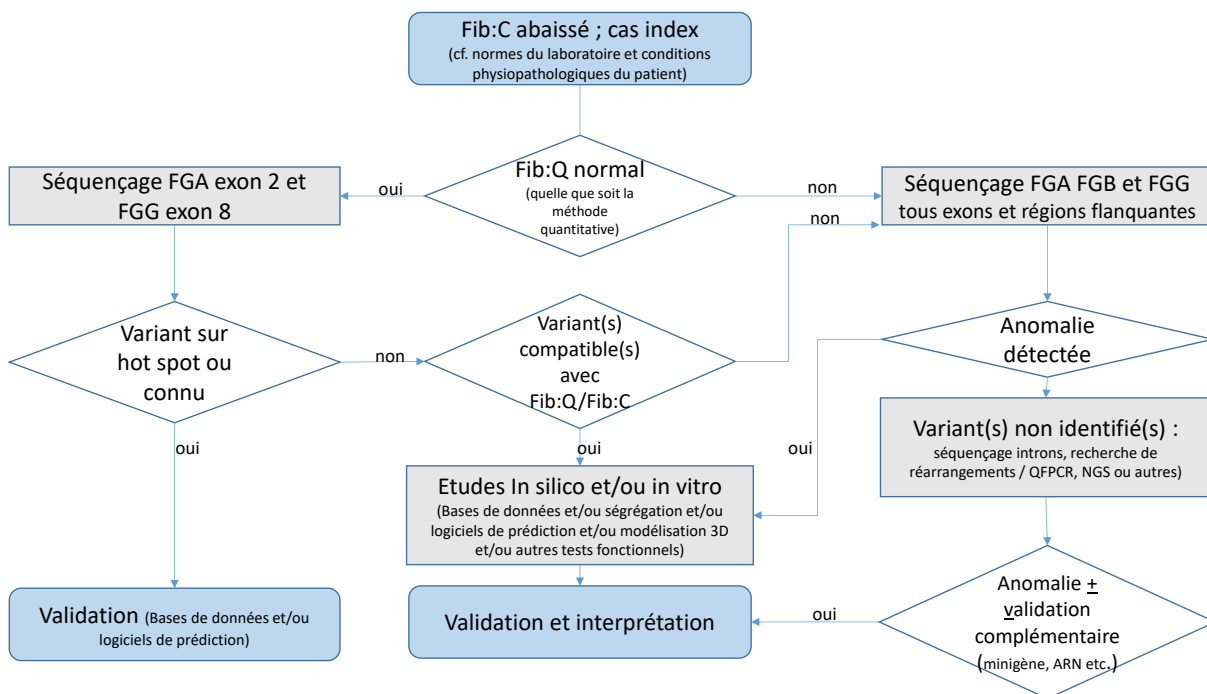 Fib:C abaissé ; cas index
(cf. normes du laboratoire et conditions
physiopathologiques du patient)
Fib:Q normal
(quelle que soit la
méthode
quantitative)
oui
non
Séquençage FGA exon 2 et
FGG exon 8
Séquençage FGA FGB et FGG
tous exons et régions flanquantes
non
Variant sur
hot spot ou
connu
non
Variant(s)
compatible(s)
avec
Fib:Q/Fib:C
Anomalie
détectée
oui
oui
oui
Variant(s) non identifié(s) :
séquençage introns, recherche de
réarrangements / QFPCR, NGS ou autres)
Etudes In silico et/ou in vitro
(Bases de données et/ou ségrégation et/ou
logiciels de prédiction et/ou modélisation 3D
et/ou autres tests fonctionnels)
Validation (Bases de données et/ou
logiciels de prédiction)
Validation et interprétation
oui
Anomalie +
validation
complémentaire
(minigène, ARN etc.)